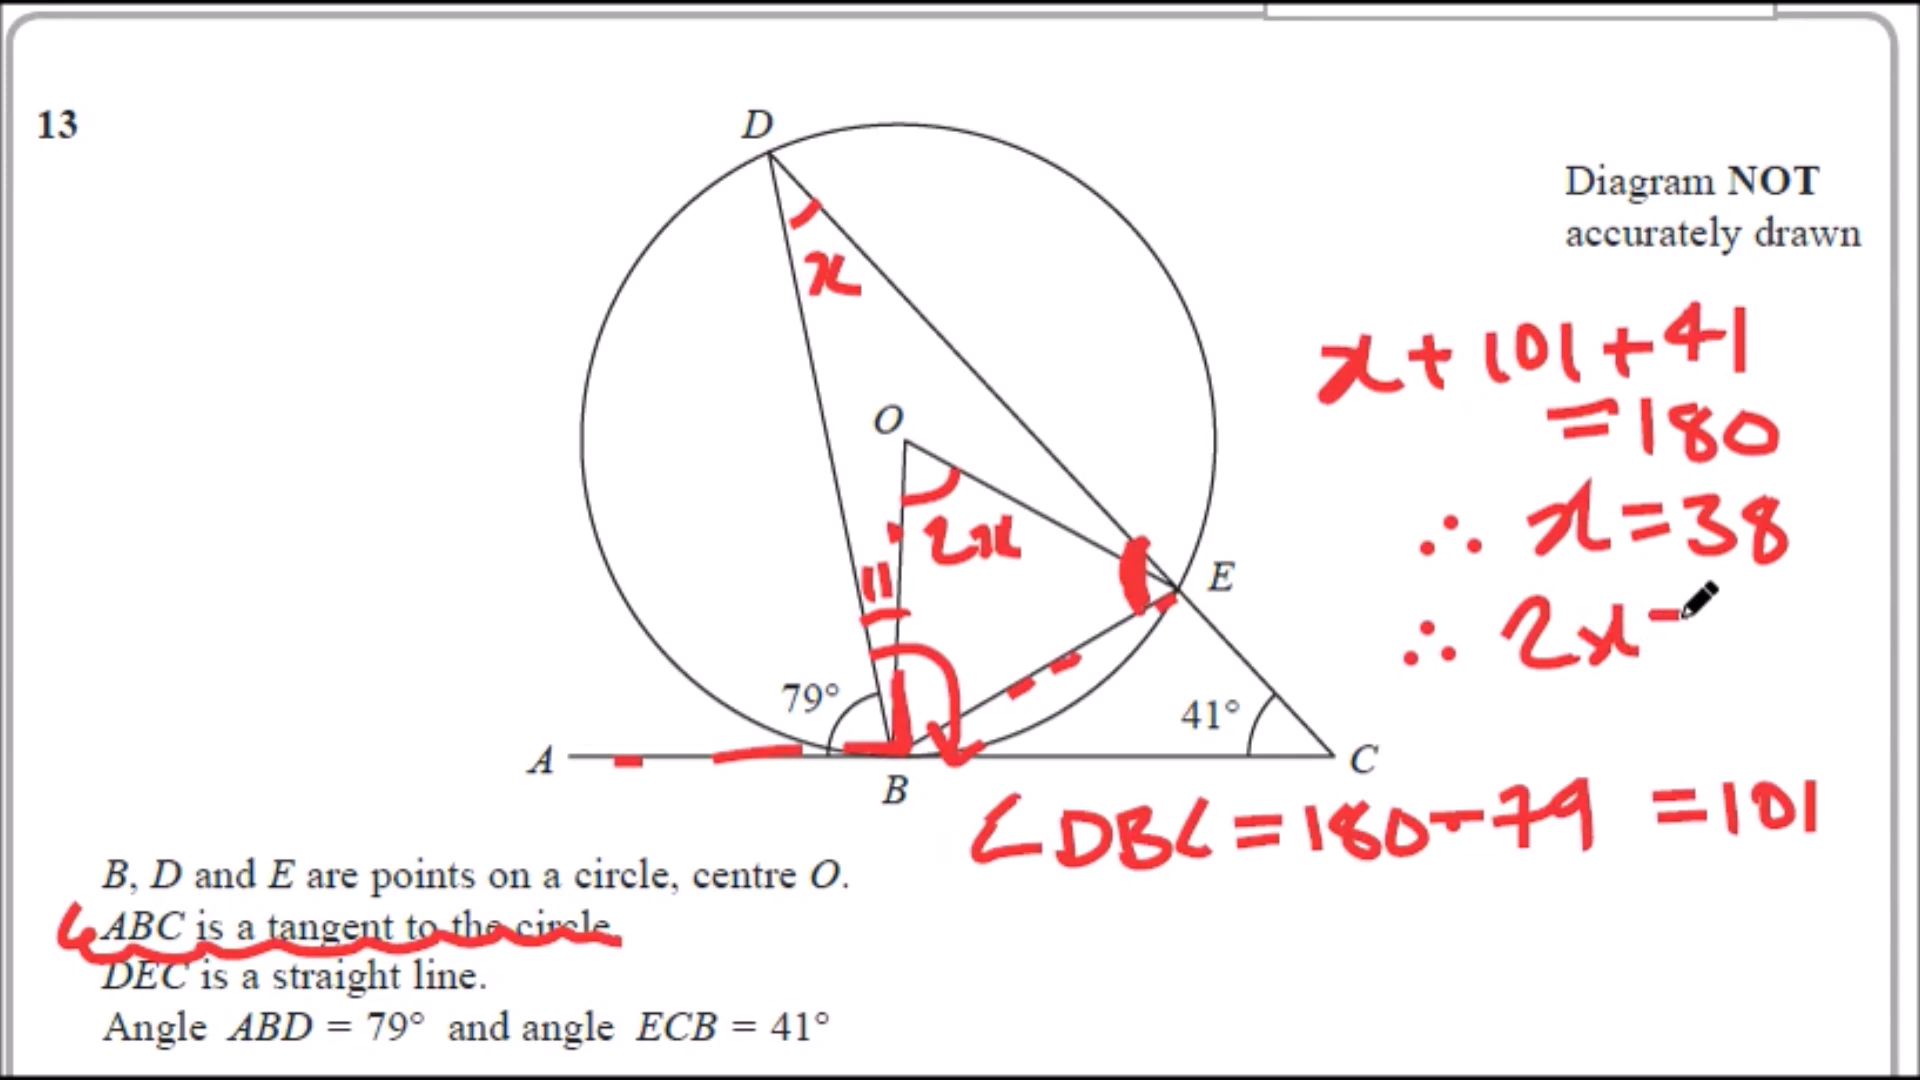 13
D
Diagram NOT
accurately drawn
x
x + 101 + 41
= 180
O
2x
∴ x = 38
E
∴ 2x =
79°
41°
A
B
C
∠DBC = 180 - 79 = 101
B, D and E are points on a circle, centre O.
ABC is a tangent to the circle.
DEC is a straight line.
Angle ABD = 79° and angle ECB = 41°